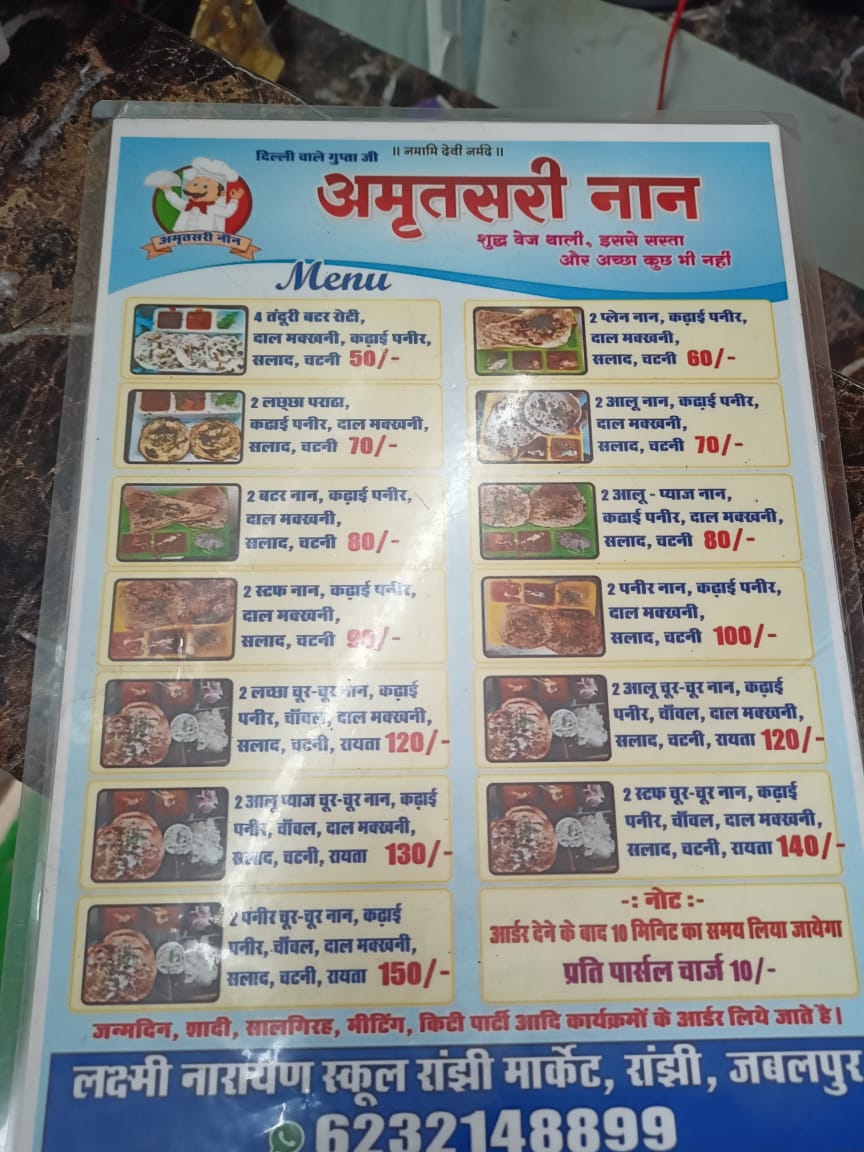 दिल्ली वाले गुप्ता जी
॥ नमामि देवी नर्मदे ॥
अमृतसरी नान
अमृतसरी नान
शुद्ध वेज थाली, इससे सस्ता
और अच्छा कुछ भी नहीं
Menu
4 तंदूरी बटर रोटी,
दाल मक्खनी, कढ़ाई पनीर,
सलाद, चटनी 50/-
2 प्लेन नान, कढ़ाई पनीर,
दाल मक्खनी,
सलाद, चटनी 60/-
2 लछ्छा पराठा,
कढाई पनीर, दाल मक्खनी,
सलाद, चटनी 70/-
2 आलू नान, कढ़ाई पनीर,
दाल मक्खनी,
सलाद, चटनी 70/-
2 बटर नान, कढ़ाई पनीर,
दाल मक्खनी,
सलाद, चटनी 80/-
2 आलू - प्याज नान,
कढाई पनीर, दाल मक्खनी,
सलाद, चटनी 80/-
2 स्टफ नान, कढ़ाई पनीर,
दाल मक्खनी,
सलाद, चटनी 90/-
2 पनीर नान, कढ़ाई पनीर,
दाल मक्खनी,
सलाद, चटनी 100/-
2 लच्छा चूर-चूर नान, कढ़ाई
पनीर, चॉवल, दाल मक्खनी,
सलाद, चटनी, रायता 120/-
2 आलू चूर-चूर नान, कढ़ाई
पनीर, चॉवल, दाल मक्खनी,
सलाद, चटनी, रायता 120/-
2 आलू प्याज चूर-चूर नान, कढ़ाई
पनीर, चॉवल, दाल मक्खनी,
सलाद, चटनी, रायता 130/-
2 स्टफ चूर-चूर नान, कढ़ाई
पनीर, चॉवल, दाल मक्खनी,
सलाद, चटनी, रायता 140/-
2 पनीर चूर-चूर नान, कढ़ाई
पनीर, चॉवल, दाल मक्खनी,
सलाद, चटनी, रायता 150/-
-: नोट :-
आर्डर देने के बाद 10 मिनिट का समय लिया जायेगा
प्रति पार्सल चार्ज 10/-
जन्मदिन, शादी, सालगिरह, मीटिंग, किटी पार्टी आदि कार्यक्रमों के आर्डर लिये जाते है।
लक्ष्मी नारायण स्कूल रांझी मार्केट, रांझी, जबलपुर
6232148899